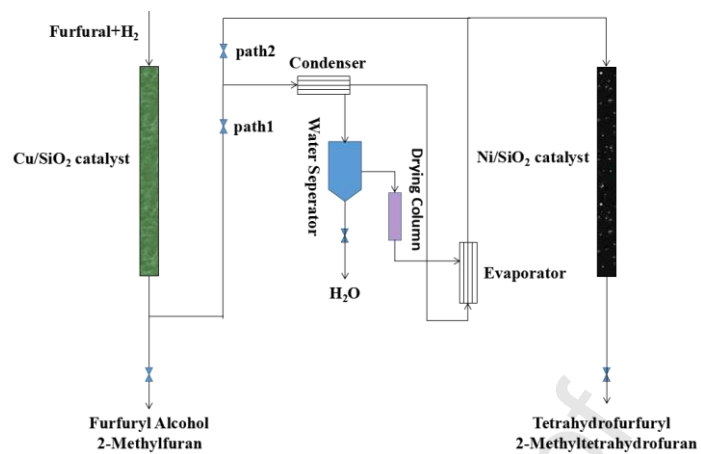 Furfural+H2
path2
Condenser
path1
Cu/SiO2 catalyst
Water Seperator
Drying Column
Ni/SiO2 catalyst
Evaporator
H2O
Furfuryl Alcohol
2-Methylfuran
Tetrahydrofurfuryl
2-Methyltetrahydrofuran